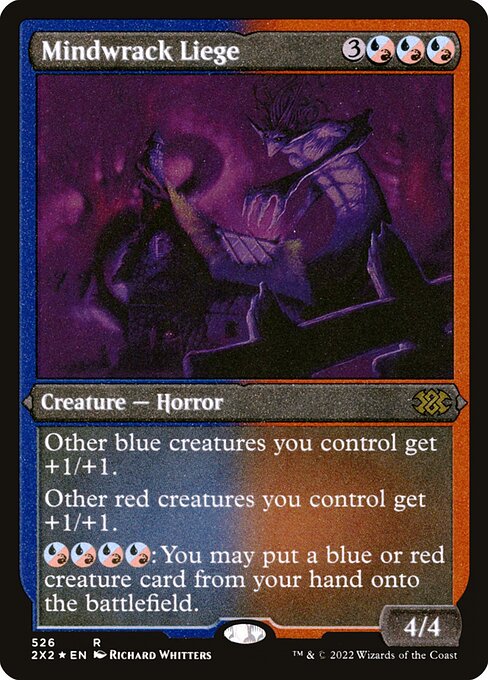 Mindwrack Liege 3
Creature — Horror
Other blue creatures you control get
+1/+1.
Other red creatures you control get
+1/+1.
: You may put a blue or red
creature card from your hand onto
the battlefield.
4/4
526 R
2X2 ★ EN Richard Whitters
™ & © 2022 Wizards of the Coast